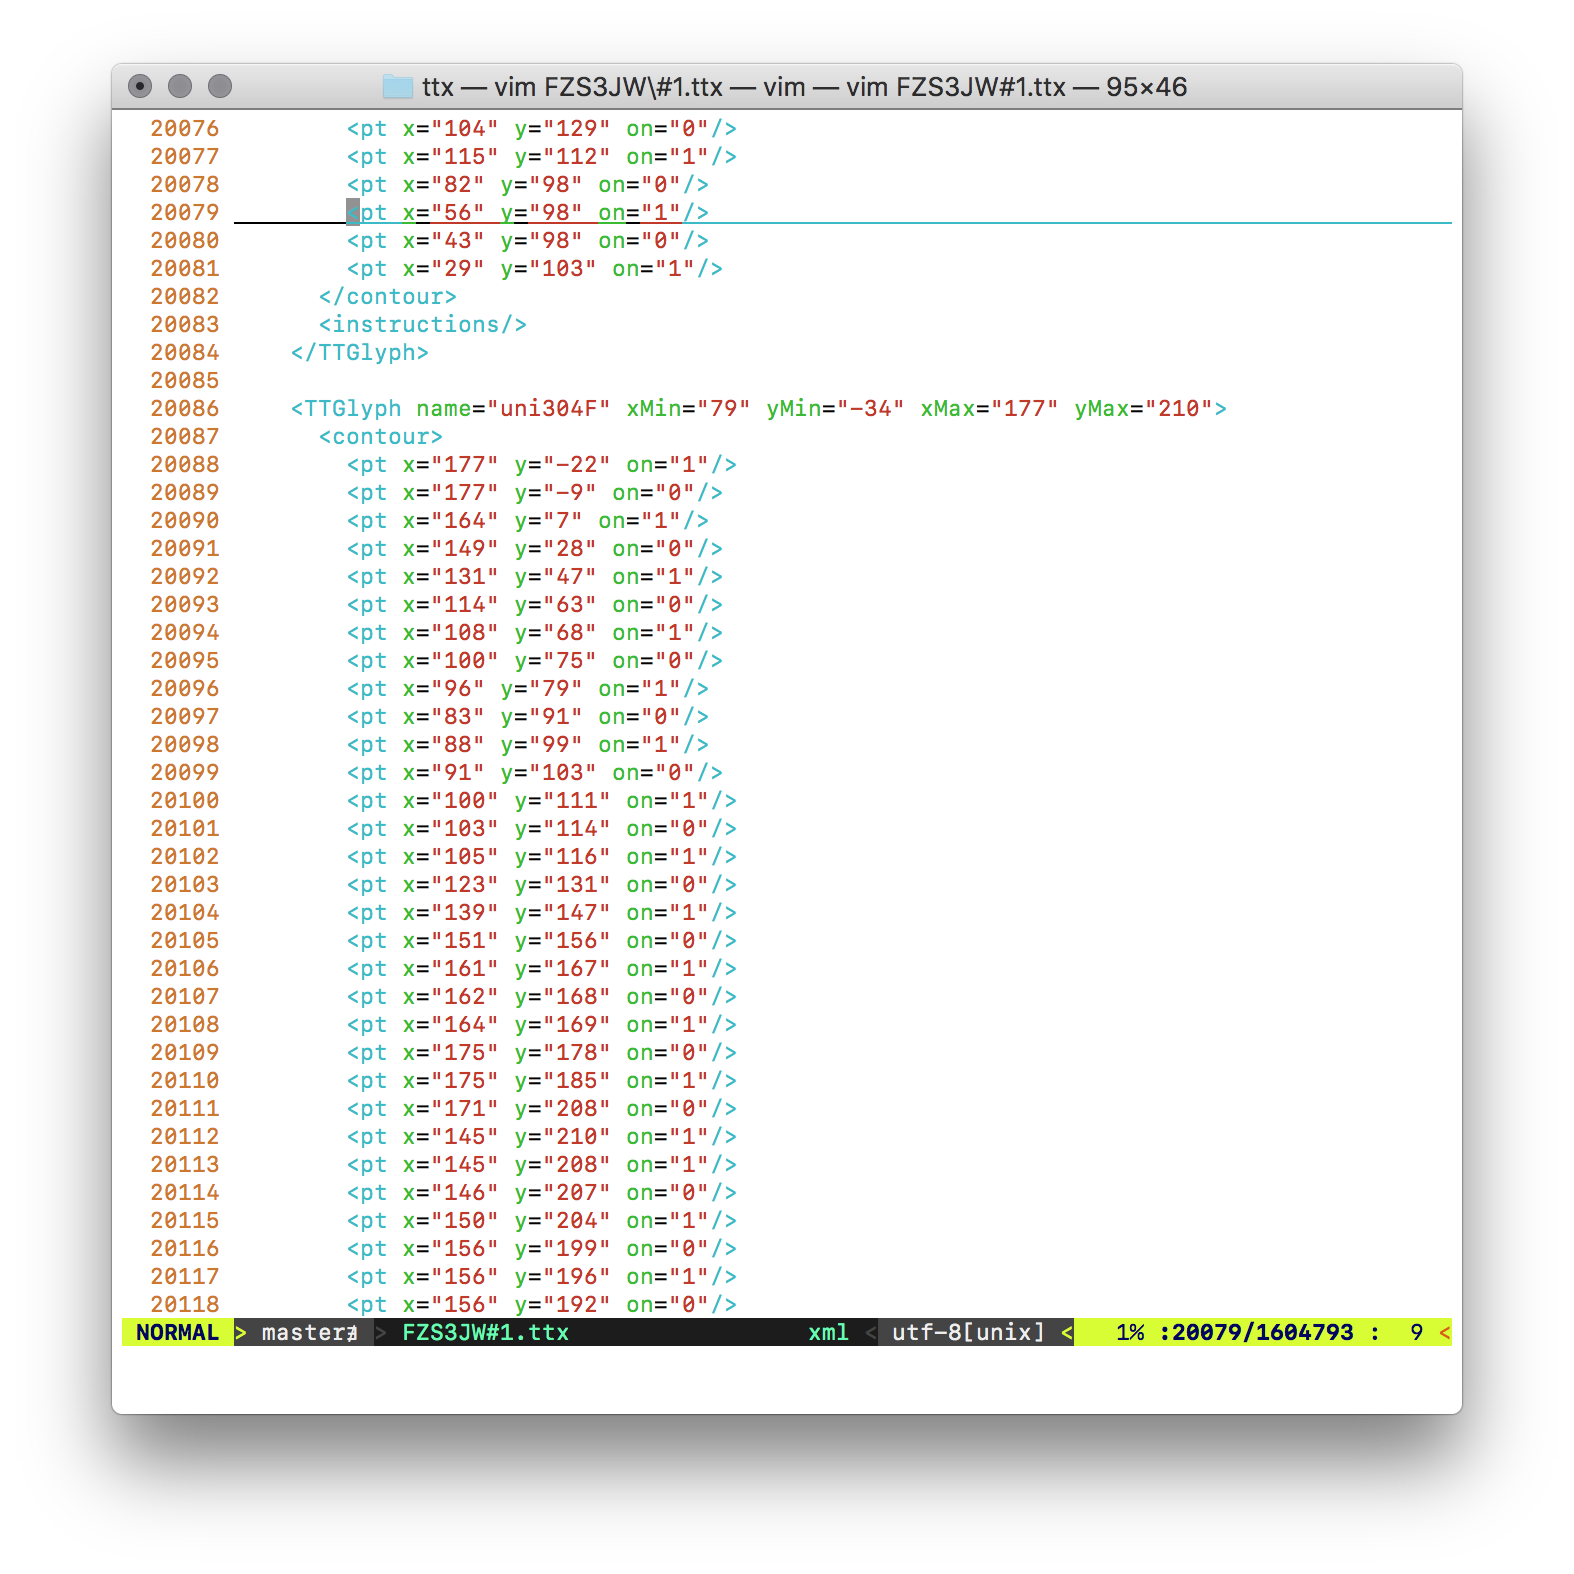 ttx — vim FZS3JW\#1.ttx — vim — vim FZS3JW#1.ttx — 95×46
20076 <pt x="104" y="129" on="0"/>
20077 <pt x="115" y="112" on="1"/>
20078 <pt x="82" y="98" on="0"/>
20079 <pt x="56" y="98" on="1"/>
20080 <pt x="43" y="98" on="0"/>
20081 <pt x="29" y="103" on="1"/>
20082 </contour>
20083 <instructions/>
20084 </TTGlyph>
20085
20086 <TTGlyph name="uni304F" xMin="79" yMin="-34" xMax="177" yMax="210">
20087 <contour>
20088 <pt x="177" y="-22" on="1"/>
20089 <pt x="177" y="-9" on="0"/>
20090 <pt x="164" y="7" on="1"/>
20091 <pt x="149" y="28" on="0"/>
20092 <pt x="131" y="47" on="1"/>
20093 <pt x="114" y="63" on="0"/>
20094 <pt x="108" y="68" on="1"/>
20095 <pt x="100" y="75" on="0"/>
20096 <pt x="96" y="79" on="1"/>
20097 <pt x="83" y="91" on="0"/>
20098 <pt x="88" y="99" on="1"/>
20099 <pt x="91" y="103" on="0"/>
20100 <pt x="100" y="111" on="1"/>
20101 <pt x="103" y="114" on="0"/>
20102 <pt x="105" y="116" on="1"/>
20103 <pt x="123" y="131" on="0"/>
20104 <pt x="139" y="147" on="1"/>
20105 <pt x="151" y="156" on="0"/>
20106 <pt x="161" y="167" on="1"/>
20107 <pt x="162" y="168" on="0"/>
20108 <pt x="164" y="169" on="1"/>
20109 <pt x="175" y="178" on="0"/>
20110 <pt x="175" y="185" on="1"/>
20111 <pt x="171" y="208" on="0"/>
20112 <pt x="145" y="210" on="1"/>
20113 <pt x="145" y="208" on="1"/>
20114 <pt x="146" y="207" on="0"/>
20115 <pt x="150" y="204" on="1"/>
20116 <pt x="156" y="199" on="0"/>
20117 <pt x="156" y="196" on="1"/>
20118 <pt x="156" y="192" on="0"/>
NORMAL > master > FZS3JW#1.ttx xml < utf-8[unix] < 1% :20079/1604793 : 9 <